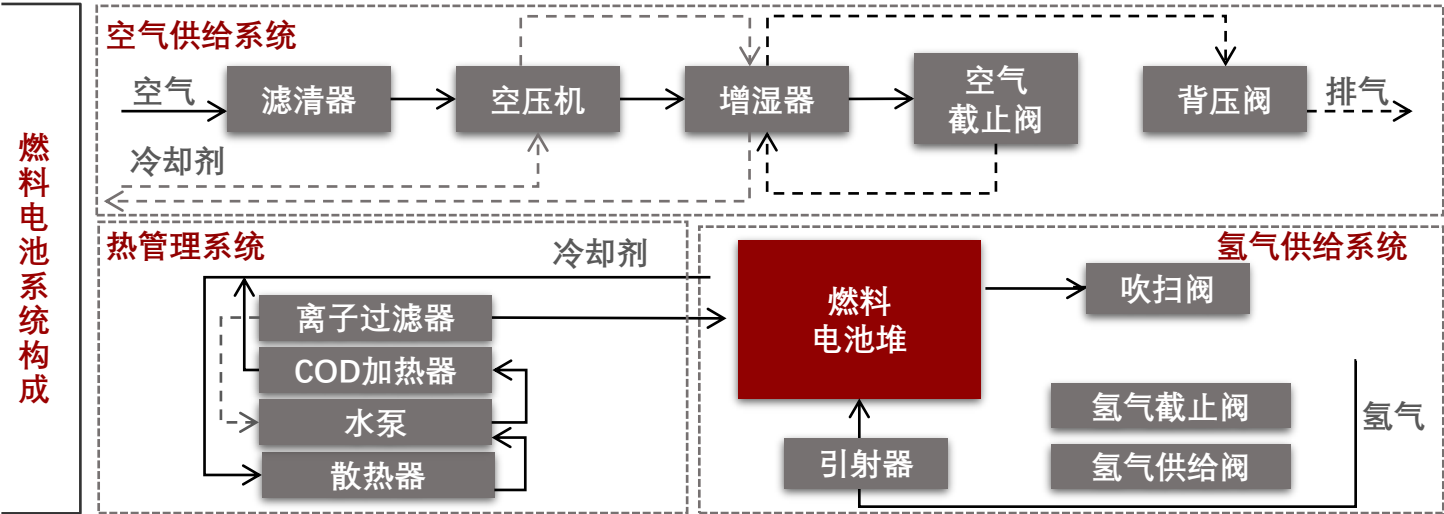 燃料电池系统构成
空气供给系统
空气
滤清器
空压机
增湿器
空气
截止阀
背压阀
排气
冷却剂
热管理系统
冷却剂
离子过滤器
COD加热器
水泵
散热器
氢气供给系统
燃料
电池堆
吹扫阀
氢气截止阀
氢气
引射器
氢气供给阀